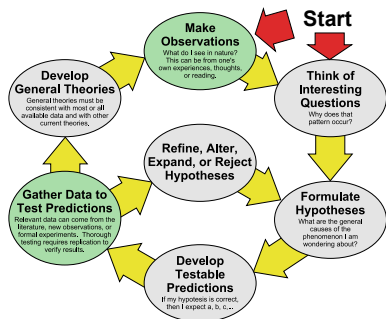 Start
Make
Observations
What do I see in nature?
This can be from one's
own experiences, thoughts,
or reading.
Think of
Interesting
Questions
Why does that
pattern occur?
Formulate
Hypotheses
What are the general
causes of the
phenomenon I am
wondering about?
Develop
Testable
Predictions
If my hypotesis is correct,
then I expect a, b, c,...
Gather Data to
Test Predictions
Relevant data can come from the
literature, new observations, or
formal experiments. Thorough
testing requires replication to
verify results.
Refine, Alter,
Expand, or Reject
Hypotheses
Develop
General Theories
General theories must be
consistent with most or all
available data and with other
current theories.